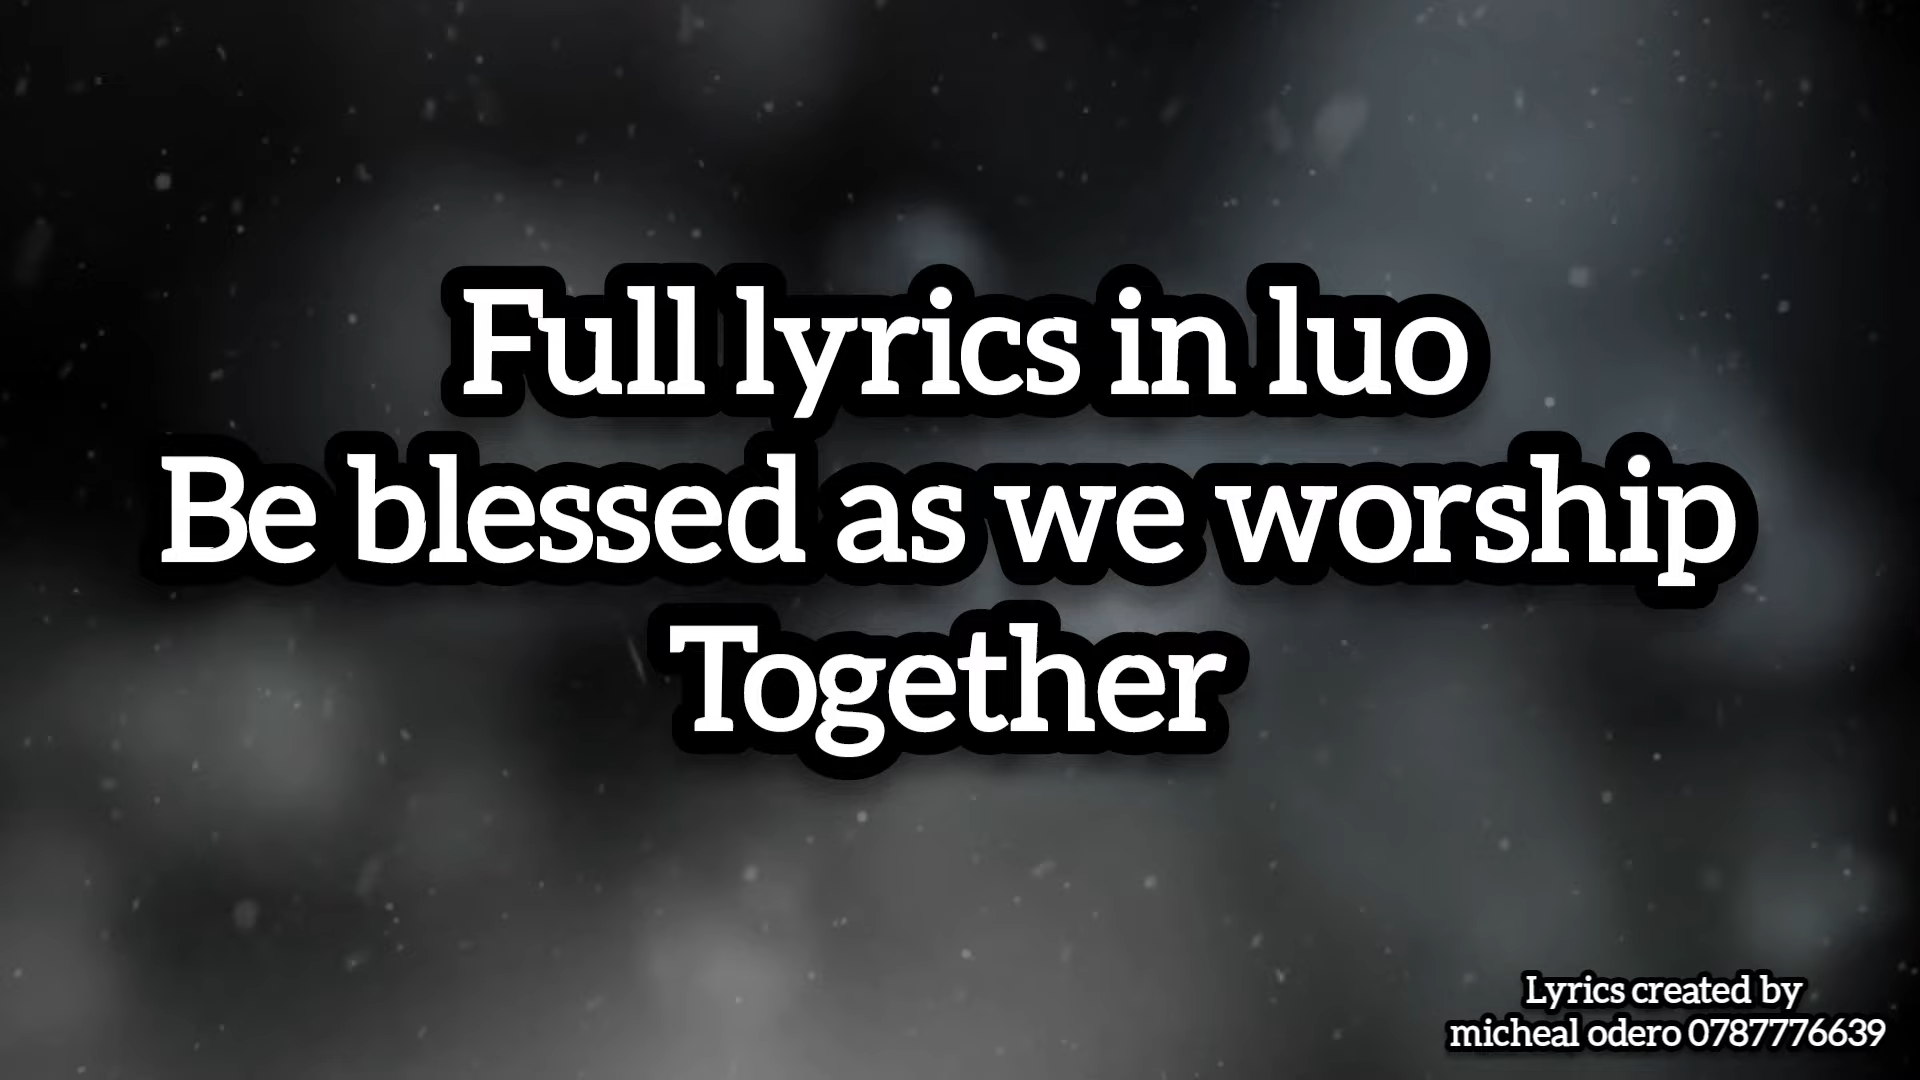 Full lyrics in luo
Be blessed as we worship
Together
Lyrics created by
micheal odero 0787776639